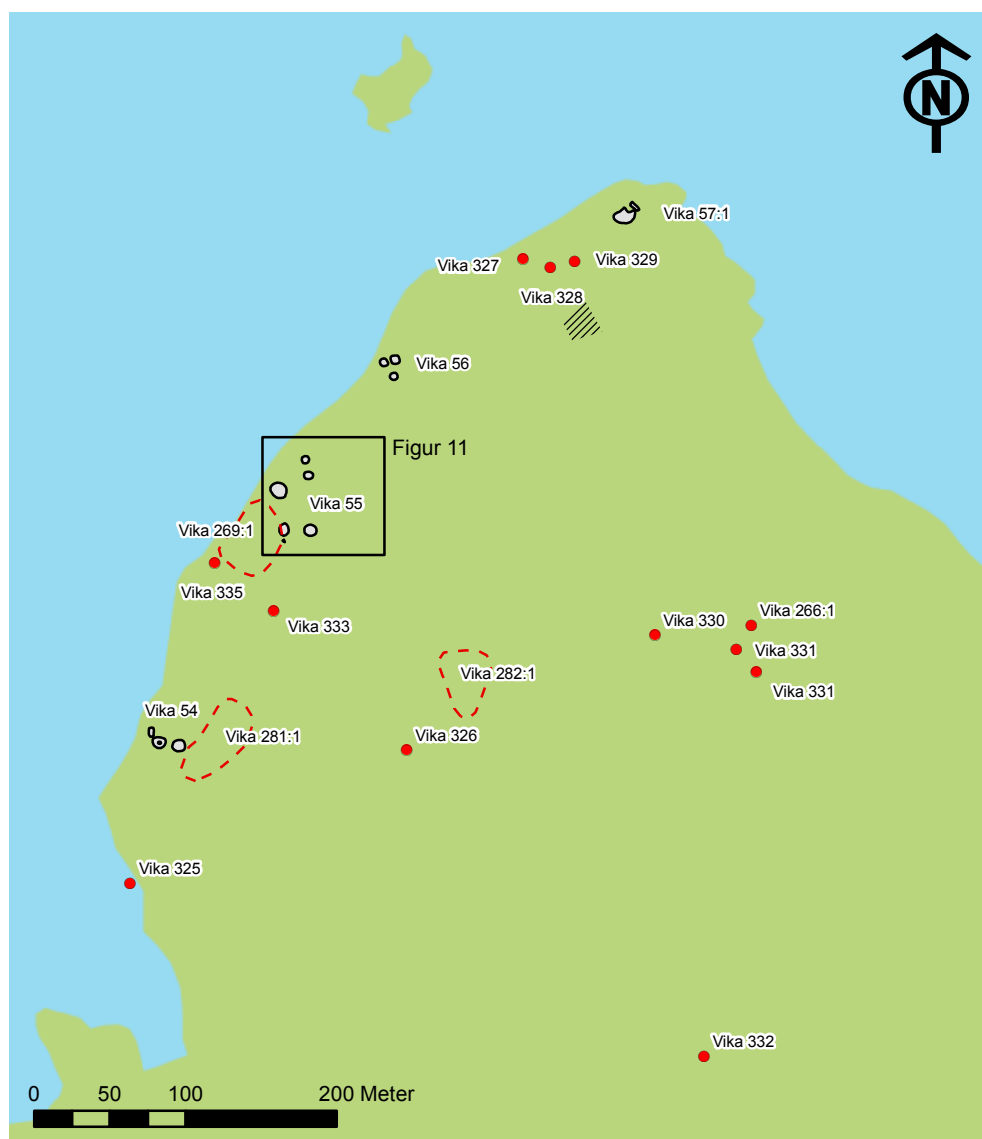 N
Vika 57:1
Vika 327
Vika 329
Vika 328
Vika 56
Figur 11
Vika 55
Vika 269:1
Vika 335
Vika 333
Vika 266:1
Vika 330
Vika 331
Vika 331
Vika 282:1
Vika 54
Vika 281:1
Vika 326
Vika 325
Vika 332
0 50 100 200 Meter